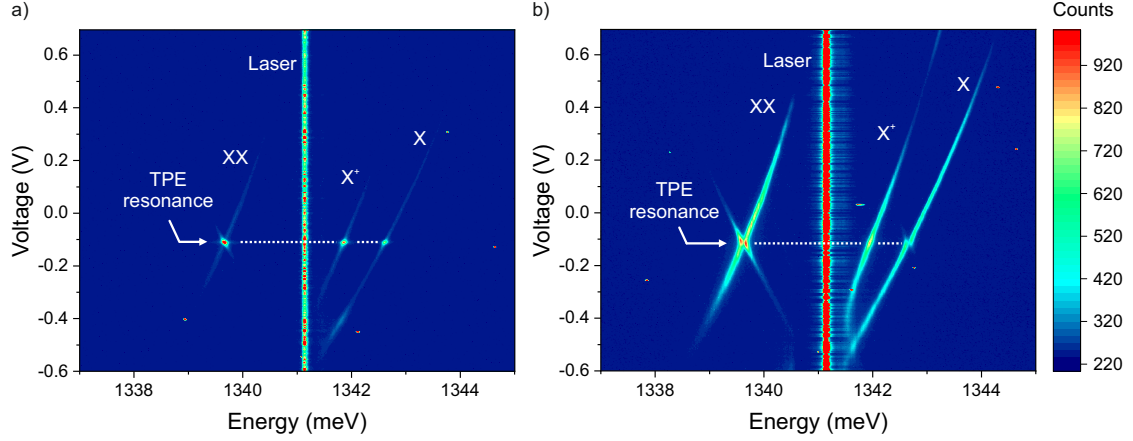 a)
Voltage (V)
0.6
0.4
0.2
0.0
-0.2
-0.4
-0.6
Laser
XX
X⁺
X
TPE
resonance
1338
1340
1342
1344
Energy (meV)
b)
Voltage (V)
0.6
0.4
0.2
0.0
-0.2
-0.4
-0.6
Laser
XX
X⁺
X
TPE
resonance
1338
1340
1342
1344
Energy (meV)
Counts
920
820
720
620
520
420
320
220